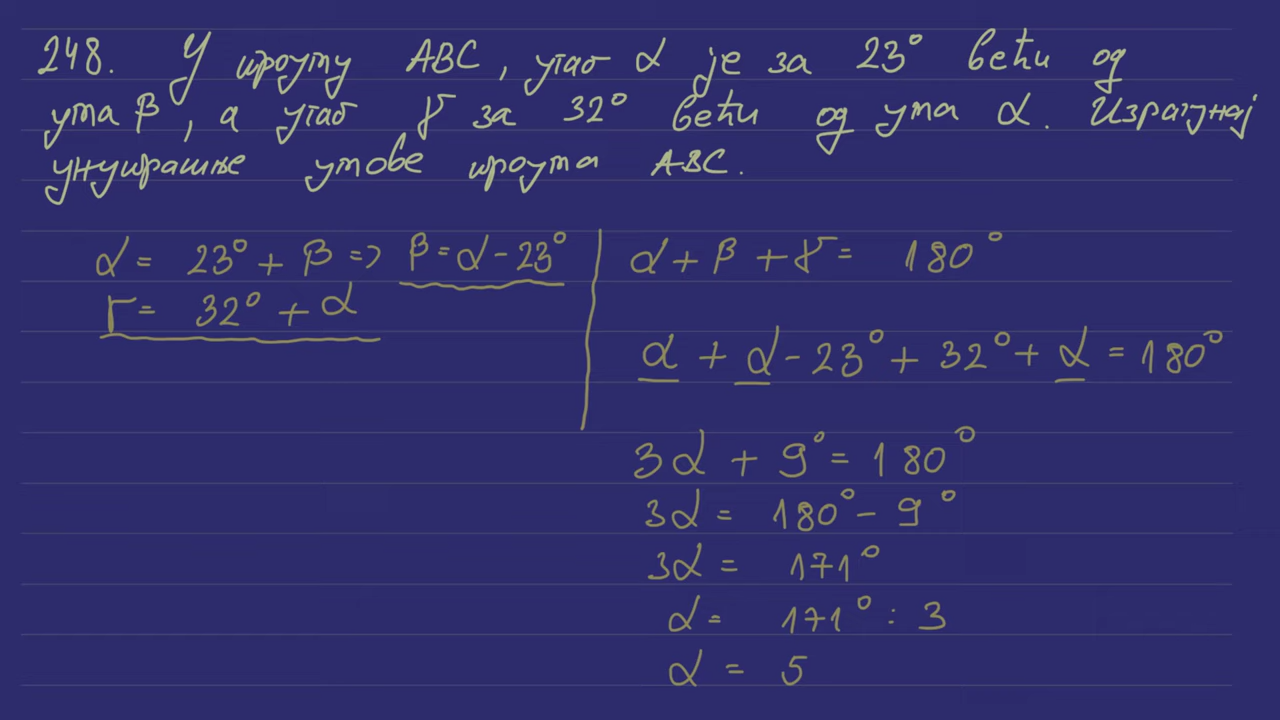 248. У троуглу ABC, угао α је за 23° већи од
угла β, а угао γ за 32° већи од угла α. Израчунај
унутрашње углове троугла ABC.
α = 23° + β => β = α - 23°
γ = 32° + α
α + β + γ = 180°
α + α - 23° + 32° + α = 180°
3α + 9° = 180°
3α = 180° - 9°
3α = 171°
α = 171° : 3
α = 5